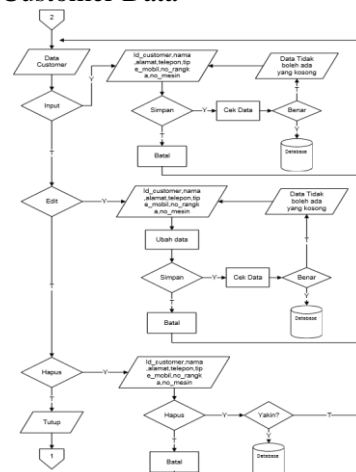 Customer Data
2
Data
Customer
Id_customer,nama
,alamat,telepon,tip
e_mobil,no_rangk
a,no_mesin
Data Tidak
boleh ada
yang kosong
Y
T
Input
Simpan
Y
Cek Data
Benar
T
T
Y
Batal
Database
Id_customer,nama
,alamat,telepon,tip
e_mobil,no_rangk
a,no_mesin
Data Tidak
boleh ada
yang kosong
Edit
Y
Ubah data
T
Simpan
Y
Cek Data
Benar
T
T
Y
Batal
Database
Id_customer,nama
,alamat,telepon,tip
e_mobil,no_rangk
a,no_mesin
Hapus
Y
T
Hapus
Y
Yakin?
T
Tutup
T
Y
Batal
Database
1